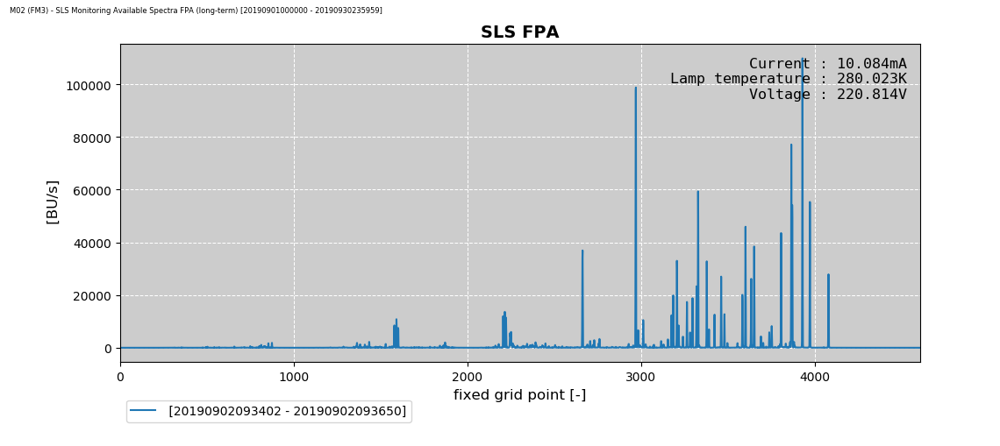 M02 (FM3) - SLS Monitoring Available Spectra FPA (long-term) [20190901000000 - 20190930235959]
SLS FPA
Current : 10.084mA
Lamp temperature : 280.023K
Voltage : 220.814V
[BU/s]
100000
80000
60000
40000
20000
0
0 1000 2000 3000 4000
fixed grid point [-]
[20190902093402 - 20190902093650]